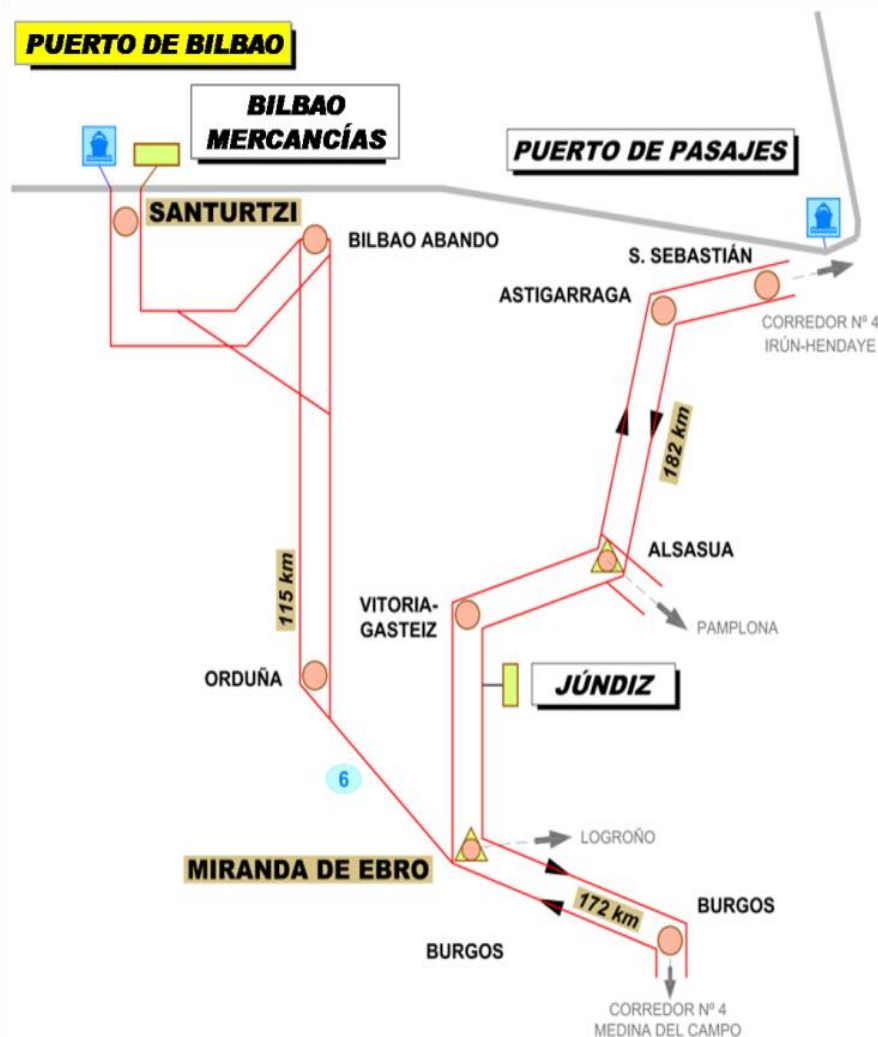 PUERTO DE BILBAO
BILBAO
MERCANCÍAS
PUERTO DE PASAJES
SANTURTZI
BILBAO ABANDO
S. SEBASTIÁN
ASTIGARRAGA
CORREDOR Nº 4
IRÚN-HENDAYE
182 km
115 km
ALSASUA
VITORIA-
GASTEIZ
PAMPLONA
ORDUÑA
JÚNDIZ
6
LOGROÑO
MIRANDA DE EBRO
172 km
BURGOS
BURGOS
CORREDOR Nº 4
MEDINA DEL CAMPO